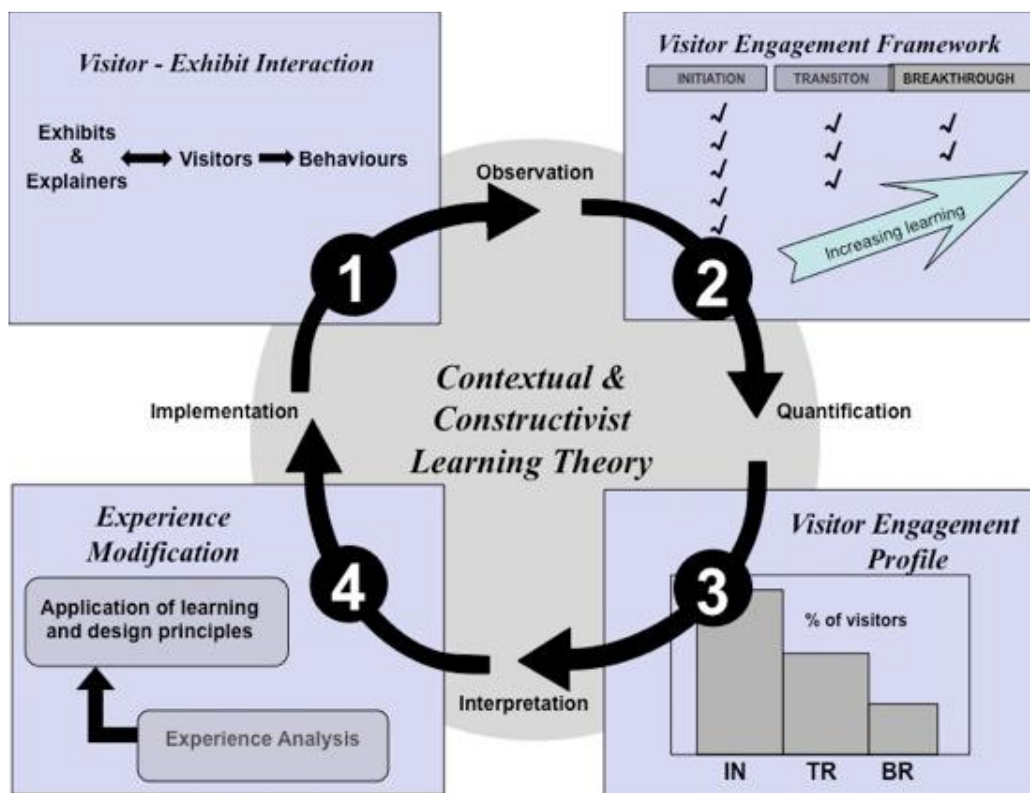 Visitor - Exhibit Interaction
Exhibits
&
Explainers
Visitors
Behaviours
Observation
1
Visitor Engagement Framework
INITIATION
TRANSITON
BREAKTHROUGH
Increasing learning
2
Contextual &
Constructivist
Learning Theory
Implementation
Quantification
Experience
Modification
Application of learning
and design principles
Experience Analysis
4
Interpretation
Visitor Engagement
Profile
3
% of visitors
IN TR BR